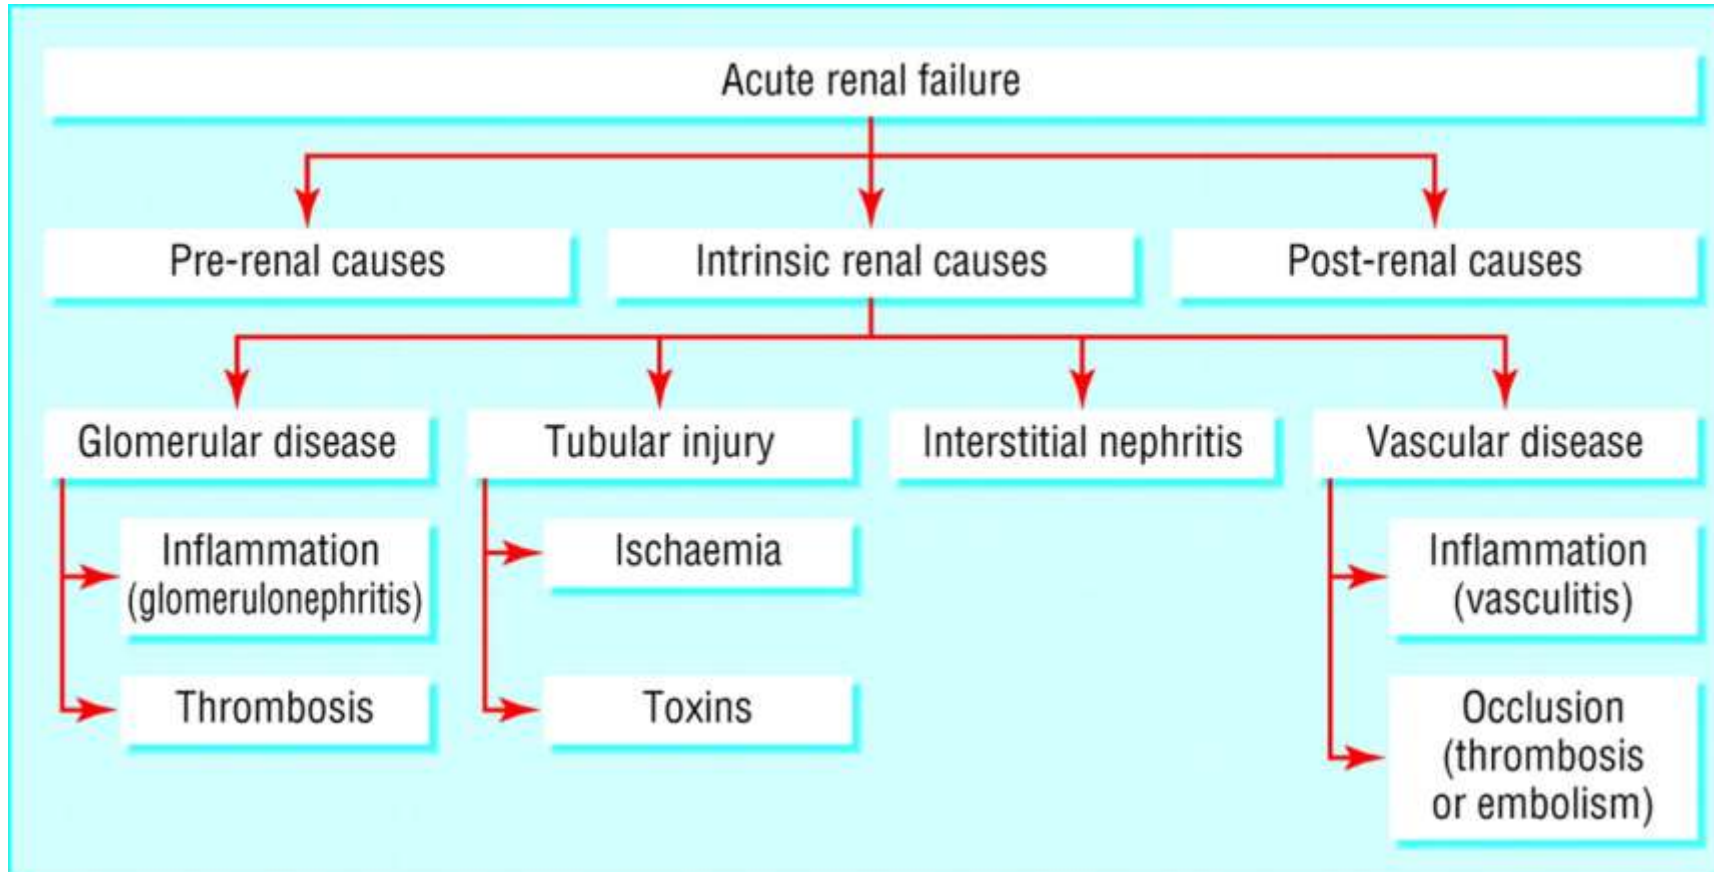 Acute renal failure
Pre-renal causes
Intrinsic renal causes
Post-renal causes
Glomerular disease
Tubular injury
Interstitial nephritis
Vascular disease
Inflammation
(glomerulonephritis)
Thrombosis
Ischaemia
Toxins
Inflammation
(vasculitis)
Occlusion
(thrombosis
or embolism)